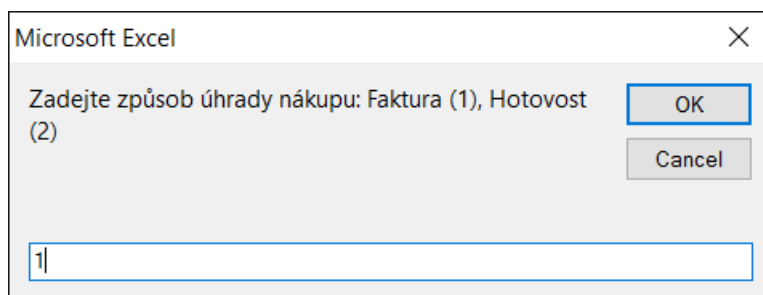 Microsoft Excel
Zadejte způsob úhrady nákupu: Faktura (1), Hotovost
(2)
OK
Cancel
1